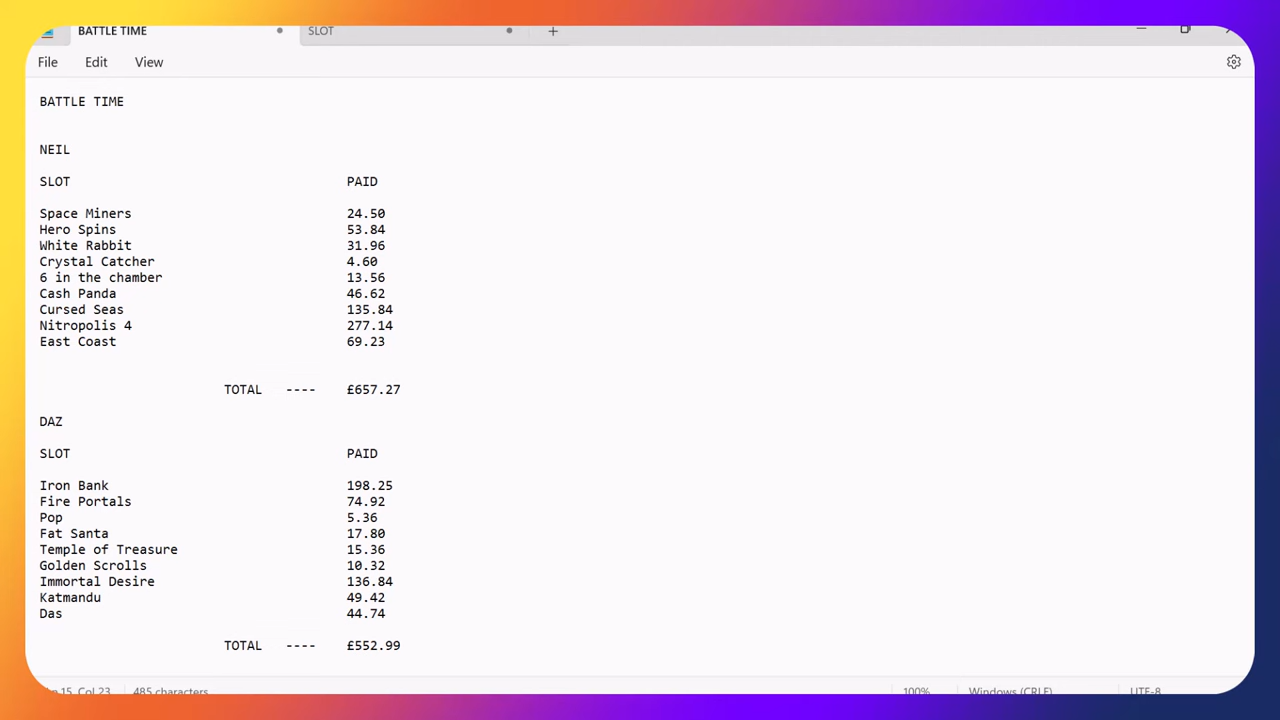 BATTLE TIME SLOT +
File Edit View
BATTLE TIME
NEIL
SLOT PAID
Space Miners 24.50
Hero Spins 53.84
White Rabbit 31.96
Crystal Catcher 4.60
6 in the chamber 13.56
Cash Panda 46.62
Cursed Seas 135.84
Nitropolis 4 277.14
East Coast 69.23
TOTAL ---- £657.27
DAZ
SLOT PAID
Iron Bank 198.25
Fire Portals 74.92
Pop 5.36
Fat Santa 17.80
Temple of Treasure 15.36
Golden Scrolls 10.32
Immortal Desire 136.84
Katmandu 49.42
Das 44.74
TOTAL ---- £552.99
Ln 15, Col 23 485 characters 100% Windows (CRLF) UTF-8